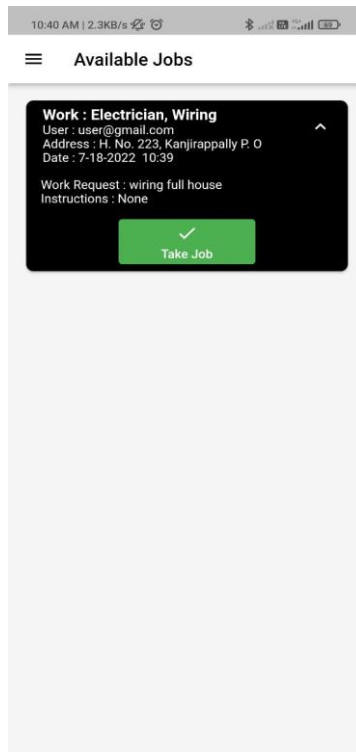 10:40 AM | 2.3KB/s
Available Jobs
Work : Electrician, Wiring
User : user@gmail.com
Address : H. No. 223, Kanjirappally P. O
Date : 7-18-2022 10:39
Work Request : wiring full house
Instructions : None
Take Job